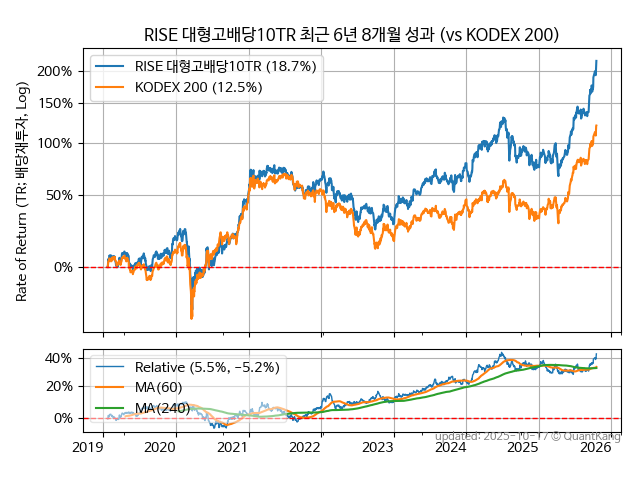 RISE 대형고배당10TR 최근 6년 8개월 성과 (vs KODEX 200)
Rate of Return (TR: 배당재투자, Log)
200%
150%
100%
50%
0%
RISE 대형고배당10TR (18.7%)
KODEX 200 (12.5%)
40%
20%
0%
Relative (5.5%, −5.2%)
MA(60)
MA(240)
2019 2020 2021 2022 2023 2024 2025 2026
updated: 2025-10-17 © QuantKang